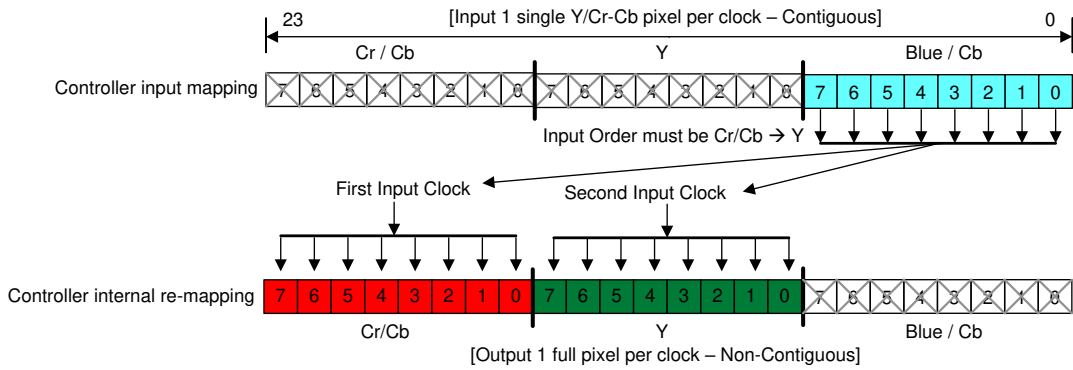 23 [Input 1 single Y/Cr-Cb pixel per clock – Contiguous] 0
Cr / Cb Y Blue / Cb
Controller input mapping 7 6 5 4 3 2 1 0 7 6 5 4 3 2 1 0 7 6 5 4 3 2 1 0
Input Order must be Cr/Cb → Y
First Input Clock Second Input Clock
Controller internal re-mapping 7 6 5 4 3 2 1 0 7 6 5 4 3 2 1 0 7 6 5 4 3 2 1 0
Cr/Cb Y Blue / Cb
[Output 1 full pixel per clock – Non-Contiguous]